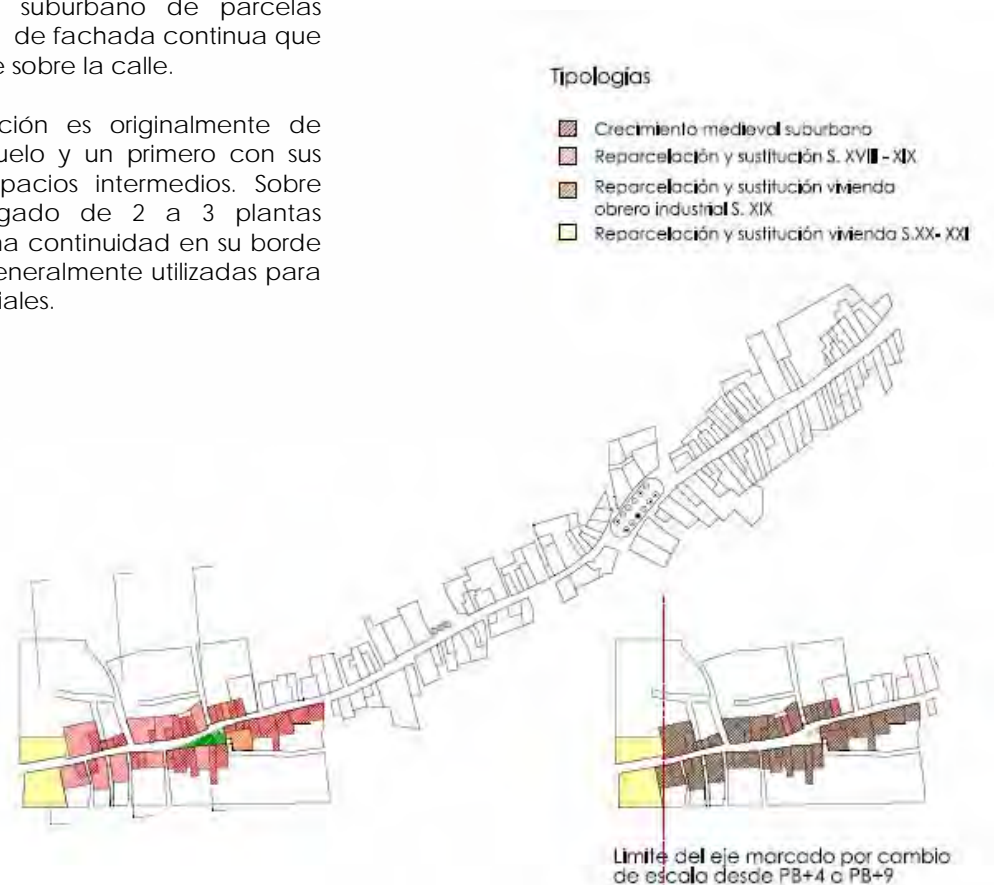 suburbano de parcelas
de fachada continua que
e sobre la calle.
ción es originalmente de
uelo y un primero con sus
pacios intermedios. Sobre
gado de 2 a 3 plantas
na continuidad en su borde
eneralmente utilizadas para
iales.
Tipologías
Crecimiento medieval suburbano
Reparcelación y sustitución S. XVIII - XIX
Reparcelación y sustitución vivienda
obrero industrial S. XIX
Reparcelación y sustitución vivienda S.XX- XXI
Limite del eje marcado por cambio
de escala desde PB+4 a PB+9